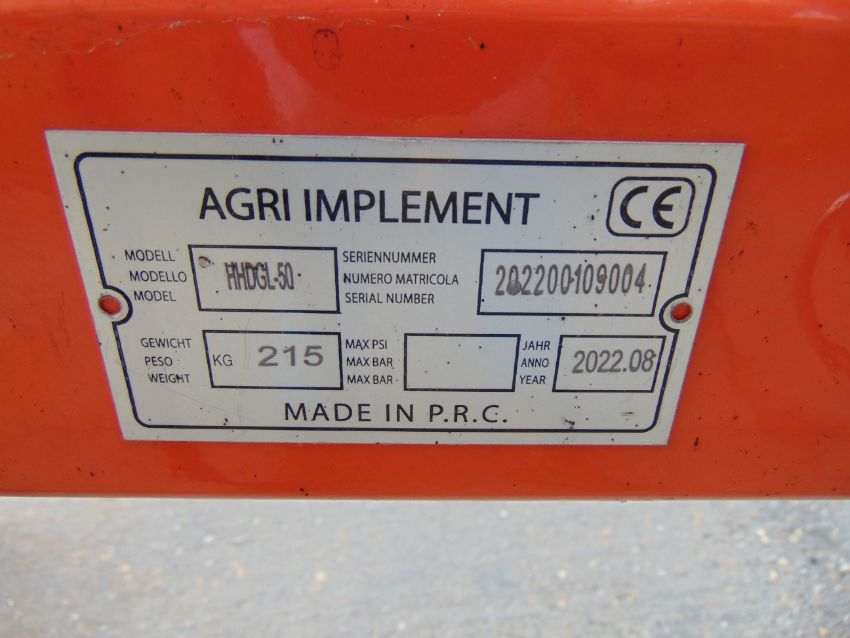 AGRI IMPLEMENT CE
MODELL
MODELLO
MODEL
HHDGL-50
SERIENNUMMER
NUMERO MATRICOLA
SERIAL NUMBER
202200109004
GEWICHT
PESO
WEIGHT
KG 215
MAX PSI
MAX BAR
MAX BAR
JAHR
ANNO
YEAR
2022.08
MADE IN P.R.C.